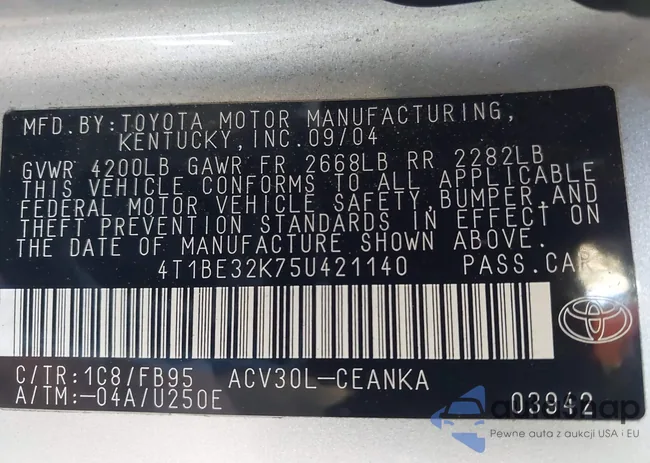 MFD.BY:TOYOTA MOTOR MANUFACTURING,
KENTUCKY,INC.09/04
GVWR 4200LB GAWR FR 2668LB RR 2282LB
THIS VEHICLE CONFORMS TO ALL APPLICABLE
FEDERAL MOTOR VEHICLE SAFETY,BUMPER,AND
THEFT PREVENTION STANDARDS IN EFFECT ON
THE DATE OF MANUFACTURE SHOWN ABOVE.
4T1BE32K75U421140 PASS.CAR
C/TR:1C8/FB95 ACV30L-CEANKA
A/TM:-04A/U250E 03942
autosnap
Pewne auta z aukcji USA i EU